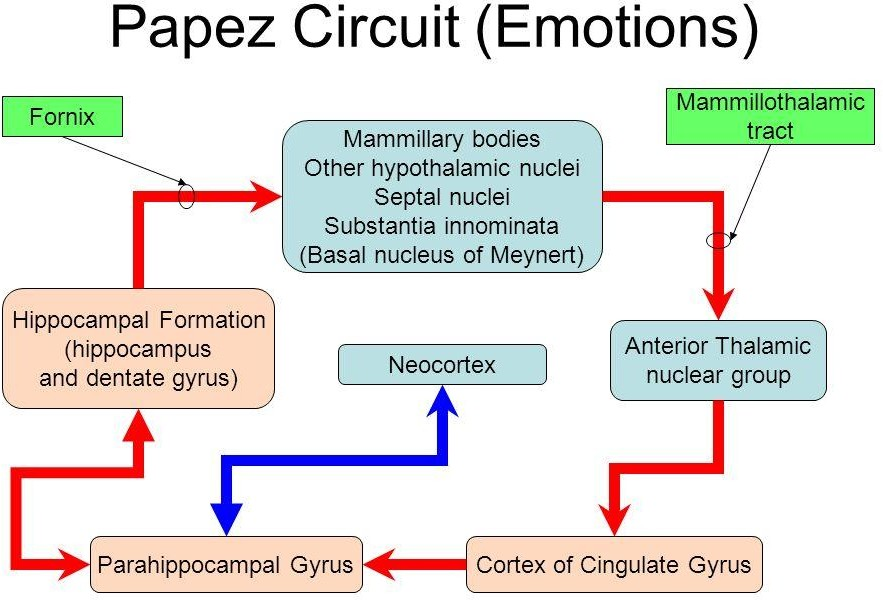 Papez Circuit (Emotions)
Fornix
Mammillothalamic
tract
Mammillary bodies
Other hypothalamic nuclei
Septal nuclei
Substantia innominata
(Basal nucleus of Meynert)
Hippocampal Formation
(hippocampus
and dentate gyrus)
Neocortex
Anterior Thalamic
nuclear group
Parahippocampal Gyrus
Cortex of Cingulate Gyrus